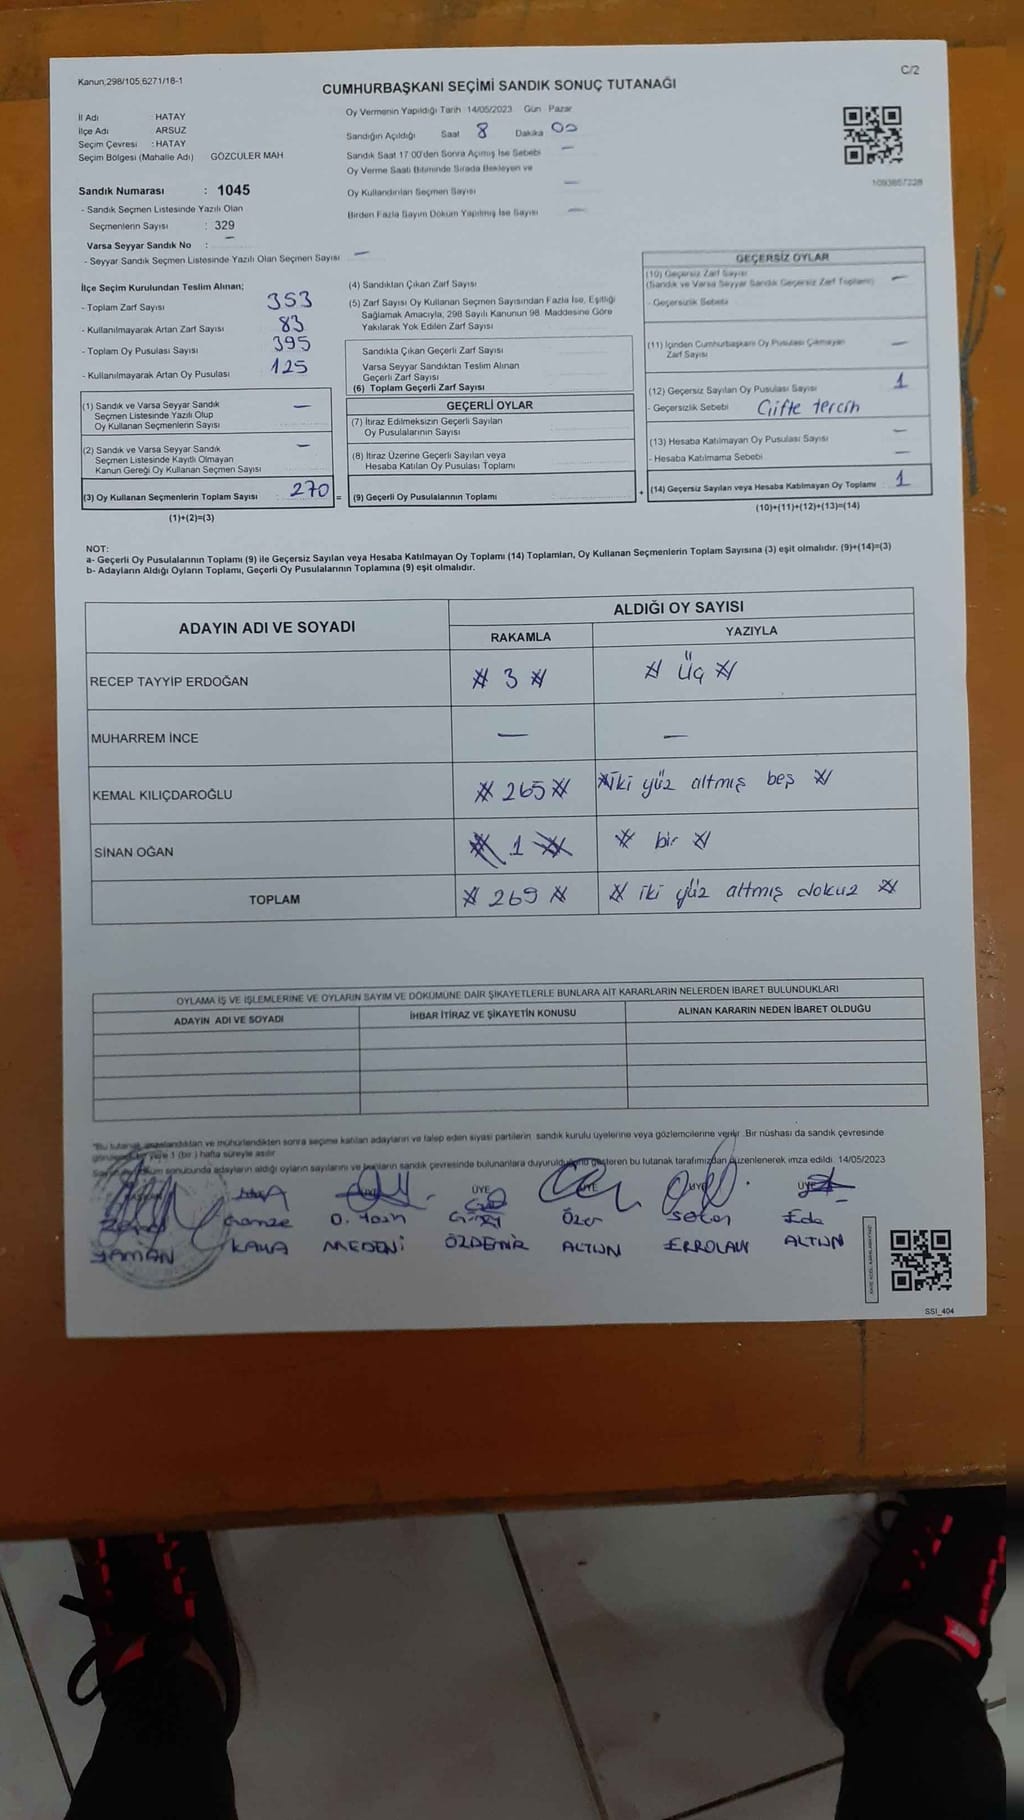 Kanun,298/105,6271/18-1
C/2
CUMHURBAŞKANI SEÇİMİ SANDIK SONUÇ TUTANAĞI
İl Adı HATAY
İlçe Adı ARSUZ
Seçim Çevresi : HATAY
Seçim Bölgesi (Mahalle Adı) GÖZCÜLER MAH
Sandık Numarası : 1045
- Sandık Seçmen Listesinde Yazılı Olan
Seçmenlerin Sayısı : 329
Varsa Seyyar Sandık No : —
- Seyyar Sandık Seçmen Listesinde Yazılı Olan Seçmen Sayısı —
Oy Vermenin Yapıldığı Tarih 14/05/2023 Gün Pazar
Sandığın Açıldığı Saat 8 Dakika 00
Sandık Saat 17:00'den Sonra Açımış İse Sebebi —
Oy Verme Saati Bitiminde Sırada Bekleyen ve
Oy Kullandırılan Seçmen Sayısı —
Birden Fazla Sayım Döküm Yapılmış İse Sayısı —
1093667228
İlçe Seçim Kurulundan Teslim Alınan;
- Toplam Zarf Sayısı 353
- Kullanılmayarak Artan Zarf Sayısı 83
- Toplam Oy Pusulası Sayısı 395
- Kullanılmayarak Artan Oy Pusulası 125
(1) Sandık ve Varsa Seyyar Sandık —
Seçmen Listesinde Yazılı Olup
Oy Kullanan Seçmenlerin Sayısı
(2) Sandık ve Varsa Seyyar Sandık —
Seçmen Listesinde Kayıtlı Olmayan
Kanun Gereği Oy Kullanan Seçmen Sayısı
(3) Oy Kullanan Seçmenlerin Toplam Sayısı 270 =
(1)+(2)=(3)
(4) Sandıktan Çıkan Zarf Sayısı
(5) Zarf Sayısı Oy Kullanan Seçmen Sayısından Fazla İse, Eşitliği
Sağlamak Amacıyla, 298 Sayılı Kanunun 98. Maddesine Göre
Yakılarak Yok Edilen Zarf Sayısı
Sandıkta Çıkan Geçerli Zarf Sayısı
Varsa Seyyar Sandıktan Teslim Alınan
Geçerli Zarf Sayısı
(6) Toplam Geçerli Zarf Sayısı
GEÇERLİ OYLAR
(7) İtiraz Edilmeksizin Geçerli Sayılan
Oy Pusulalarının Sayısı
(8) İtiraz Üzerine Geçerli Sayılan veya
Hesaba Katılan Oy Pusulası Toplamı
(9) Geçerli Oy Pusulalarının Toplamı +
GEÇERSİZ OYLAR
(10) Geçersiz Zarf Sayısı —
(Sandık ve Varsa Seyyar Sandık Geçersiz Zarf Toplamı)
- Geçersizlik Sebebi
(11) İçinden Cumhurbaşkanı Oy Pusulası Çıkmayan —
Zarf Sayısı
(12) Geçersiz Sayılan Oy Pusulası Sayısı 1
- Geçersizlik Sebebi Çifte tercih
(13) Hesaba Katılmayan Oy Pusulası Sayısı —
- Hesaba Katılmama Sebebi —
(14) Geçersiz Sayılan veya Hesaba Katılmayan Oy Toplamı 1
(10)+(11)+(12)+(13)=(14)
NOT:
a- Geçerli Oy Pusulalarının Toplamı (9) ile Geçersiz Sayılan veya Hesaba Katılmayan Oy Toplamı (14) Toplamları, Oy Kullanan Seçmenlerin Toplam Sayısına (3) eşit olmalıdır. (9)+(14)=(3)
b- Adayların Aldığı Oyların Toplamı, Geçerli Oy Pusulalarının Toplamına (9) eşit olmalıdır.
ADAYIN ADI VE SOYADI
ALDIĞI OY SAYISI
RAKAMLA YAZIYLA
RECEP TAYYİP ERDOĞAN # 3 # # Üç #
MUHARREM İNCE — —
KEMAL KILIÇDAROĞLU # 265 # #iki yüz altmış beş #
SİNAN OĞAN # 1 # # bir #
TOPLAM # 269 # # iki yüz altmış dokuz #
OYLAMA İŞ VE İŞLEMLERİNE VE OYLARIN SAYIM VE DÖKÜMÜNE DAİR ŞİKAYETLERLE BUNLARA AİT KARARLARIN NELERDEN İBARET BULUNDUKLARI
ADAYIN ADI VE SOYADI İHBAR İTİRAZ VE ŞİKAYETİN KONUSU ALINAN KARARIN NEDEN İBARET OLDUĞU
"Bu tutanak imzalandıktan ve mühürlendikten sonra seçime katılan adayların ve talep eden siyasi partilerin sandık kurulu üyelerine veya gözlemcilerine verilir. Bir nüshası da sandık çevresinde
görülebilir bir yere 1 (bir) hafta süreyle asılır
Sayım döküm sonucunda adayların aldığı oyların sayılarını ve bunların sandık çevresinde bulunanlara duyurulduğunu gösteren bu tutanak tarafımızdan düzenlenerek imza edildi. 14/05/2023
BAŞKAN ÜYE ÜYE ÜYE ÜYE
Gamze Özer Eda
YAMAN KAYA MEDENİ ÖZDEMİR ALTUN ALTUN
SSI_404